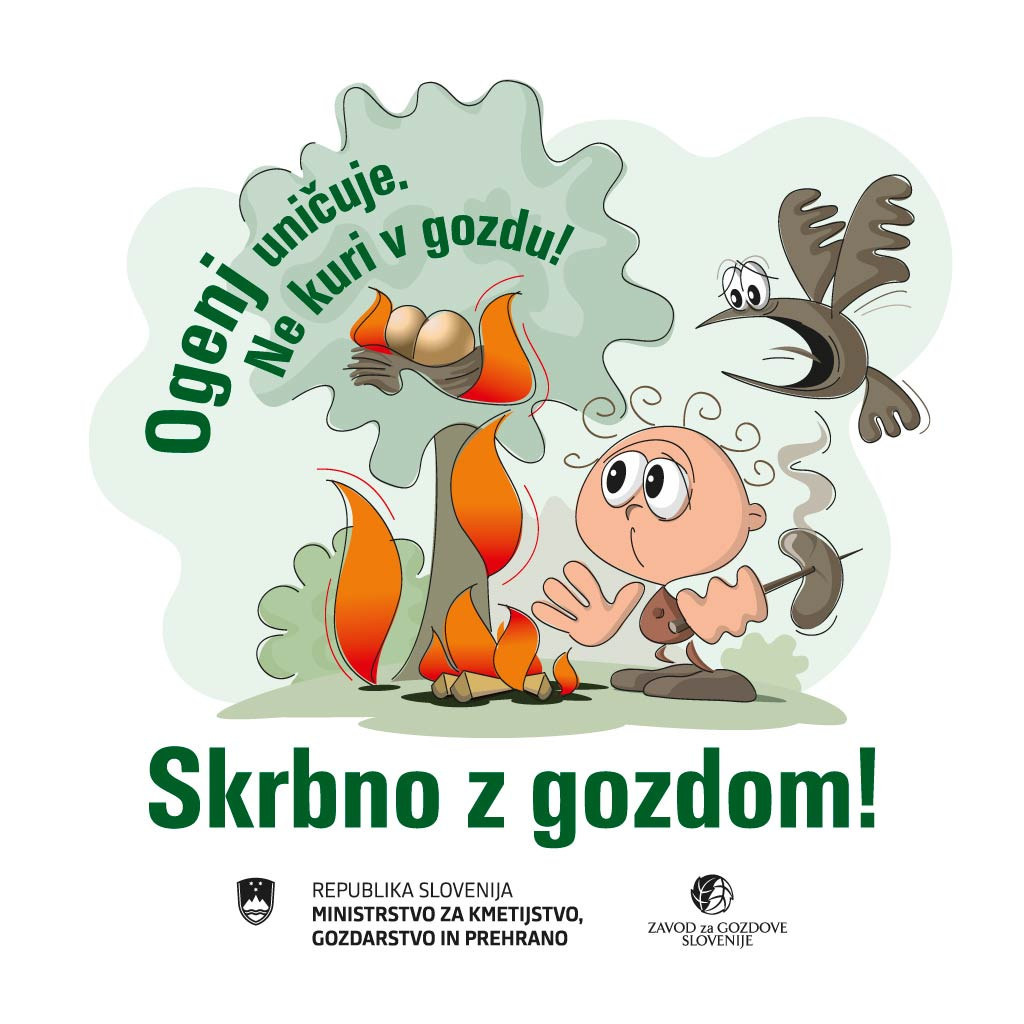 Ogenj uničuje.
Ne kuri v gozdu!
Skrbno z gozdom!
REPUBLIKA SLOVENIJA
MINISTRSTVO ZA KMETIJSTVO,
GOZDARSTVO IN PREHRANO
ZAVOD za GOZDOVE
SLOVENIJE